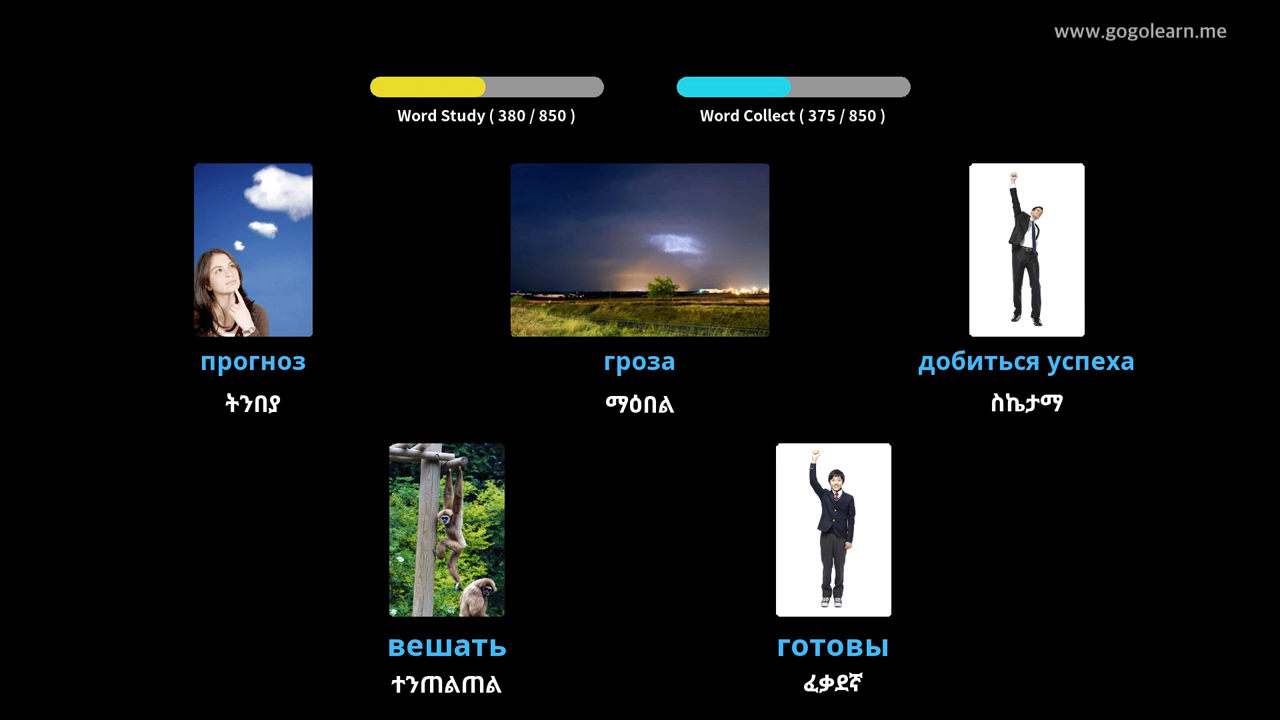 www.gogolearn.me
Word Study ( 380 / 850 )
Word Collect ( 375 / 850 )
прогноз
гроза
добиться успеха
ትንበያ
ማዕበል
ስኬታማ
вешать
готовы
ተንጠልጠል
ፈቃደኛ